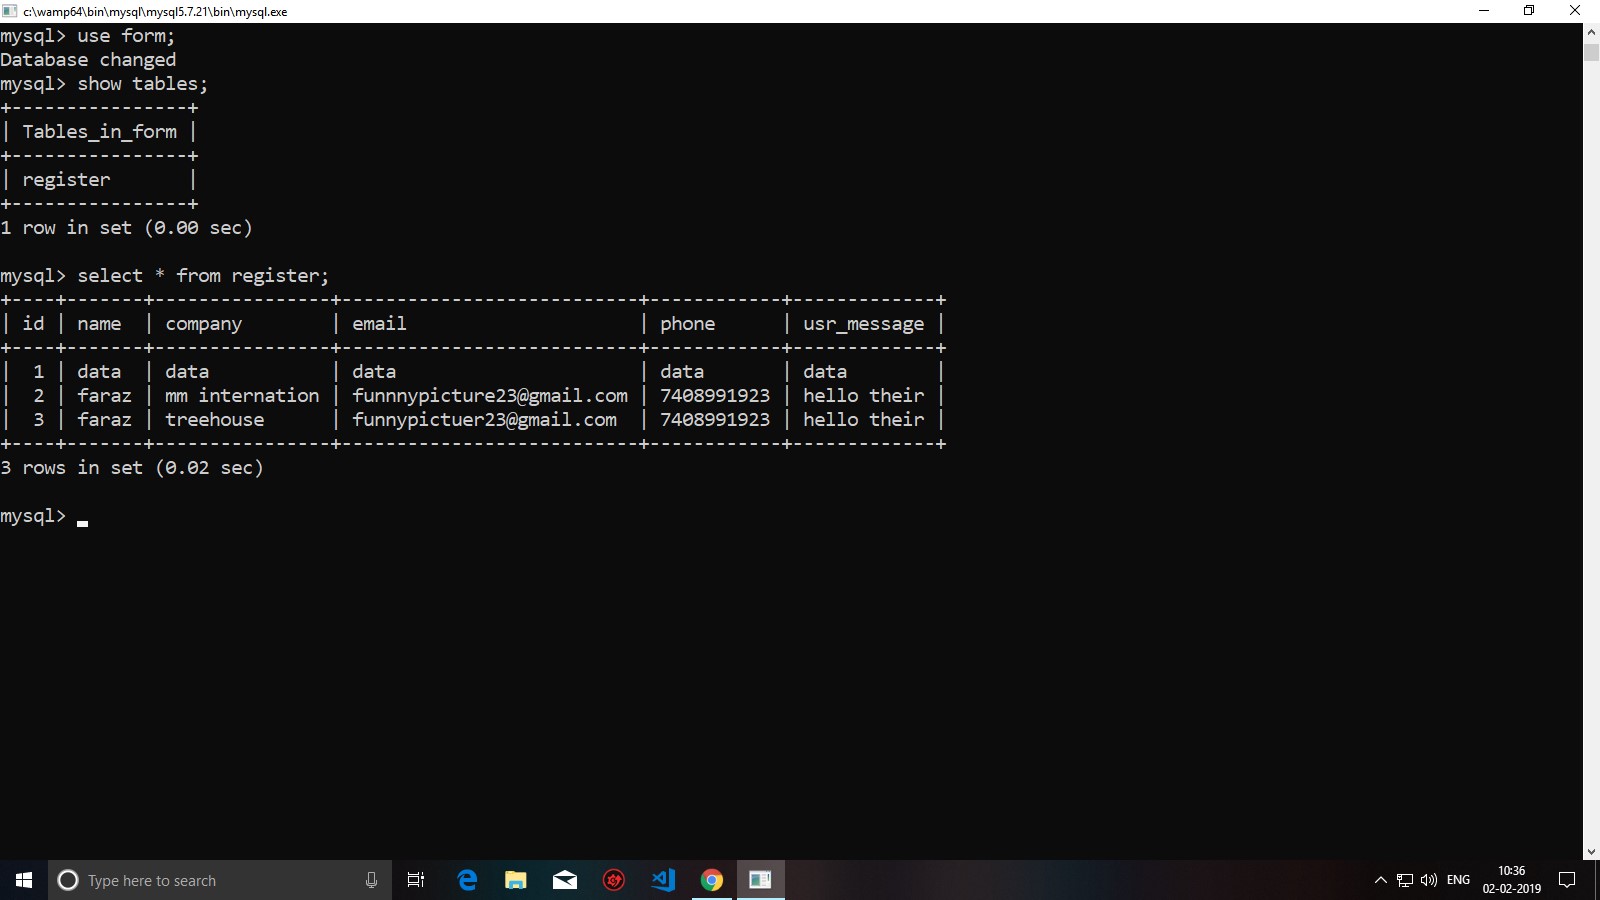 c:\wamp64\bin\mysql\mysql5.7.21\bin\mysql.exe
mysql> use form;
Database changed
mysql> show tables;
+----------------+
| Tables_in_form |
+----------------+
| register       |
+----------------+
1 row in set (0.00 sec)

mysql> select * from register;
+----+-------+----------------+---------------------------+------------+-------------+
| id | name  | company        | email                     | phone      | usr_message |
+----+-------+----------------+---------------------------+------------+-------------+
|  1 | data  | data           | data                      | data       | data        |
|  2 | faraz | mm internation | funnnypicture23@gmail.com | 7408991923 | hello their |
|  3 | faraz | treehouse      | funnypictuer23@gmail.com  | 7408991923 | hello their |
+----+-------+----------------+---------------------------+------------+-------------+
3 rows in set (0.02 sec)

mysql>
Type here to search
ENG
10:36
02-02-2019